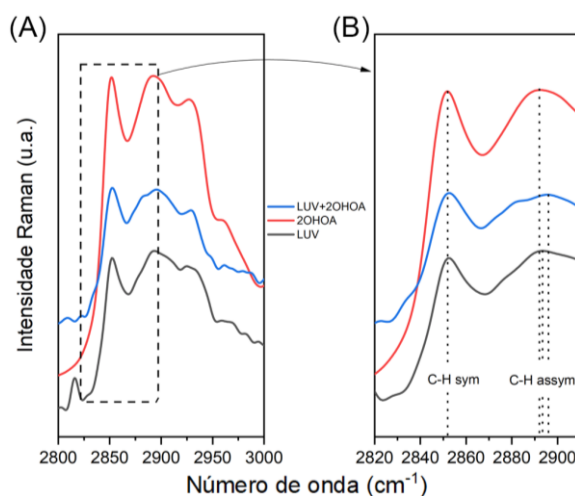 (A)
(B)
Intensidade Raman (u.a.)
LUV+2OHOA
2OHOA
LUV
C-H sym
C-H assym
2800 2850 2900 2950 3000
2820 2840 2860 2880 2900
Número de onda (cm⁻¹)